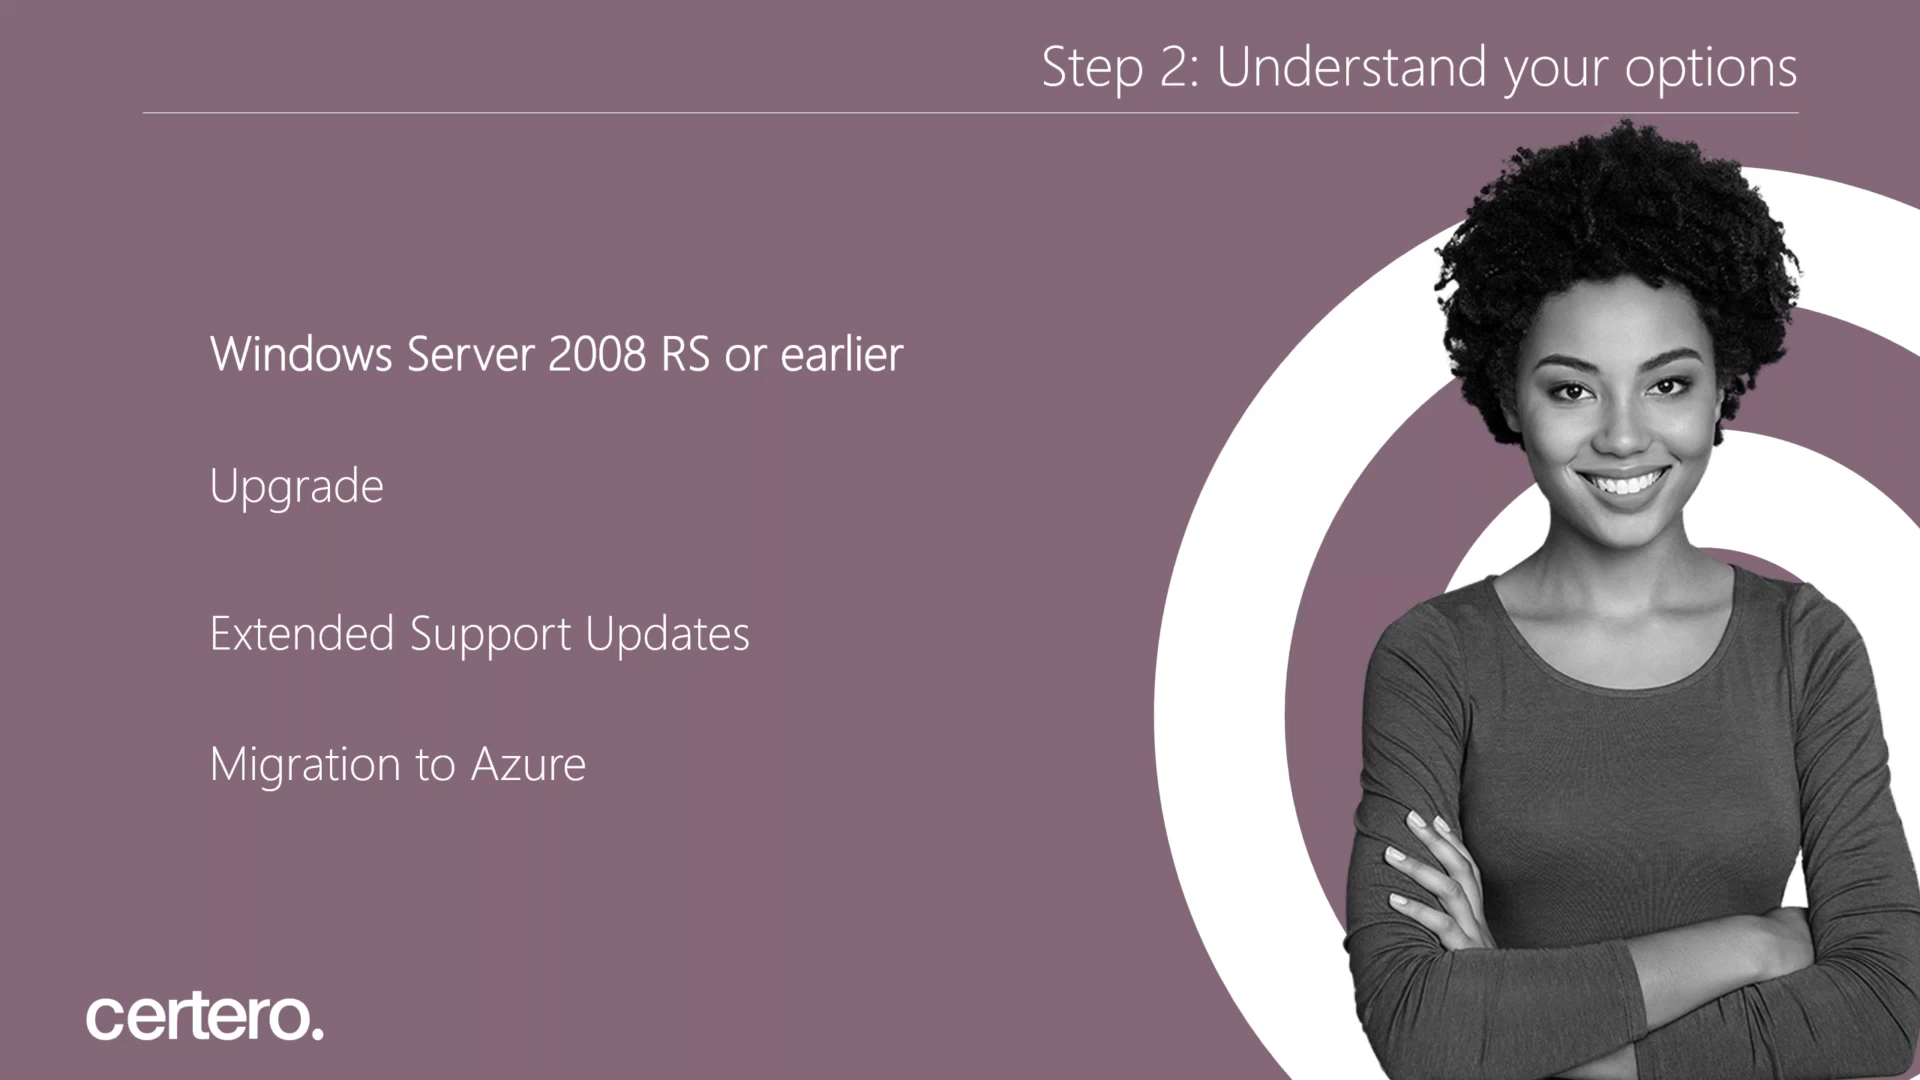 Step 2: Understand your options
Windows Server 2008 RS or earlier
Upgrade
Extended Support Updates
Migration to Azure
certero.